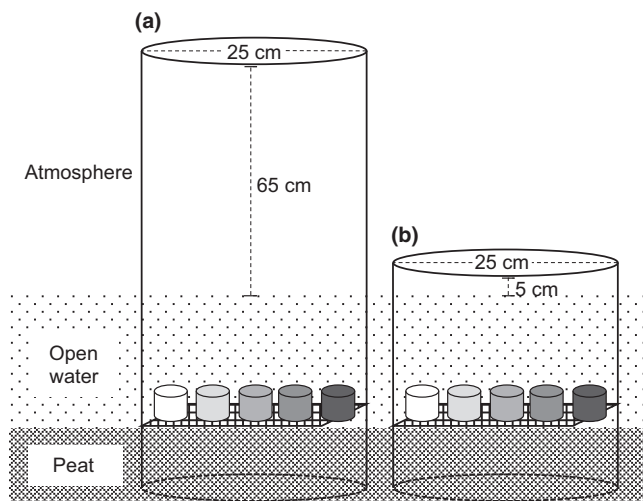 (a)
25 cm
Atmosphere
65 cm
(b)
25 cm
5 cm
Open
water
Peat